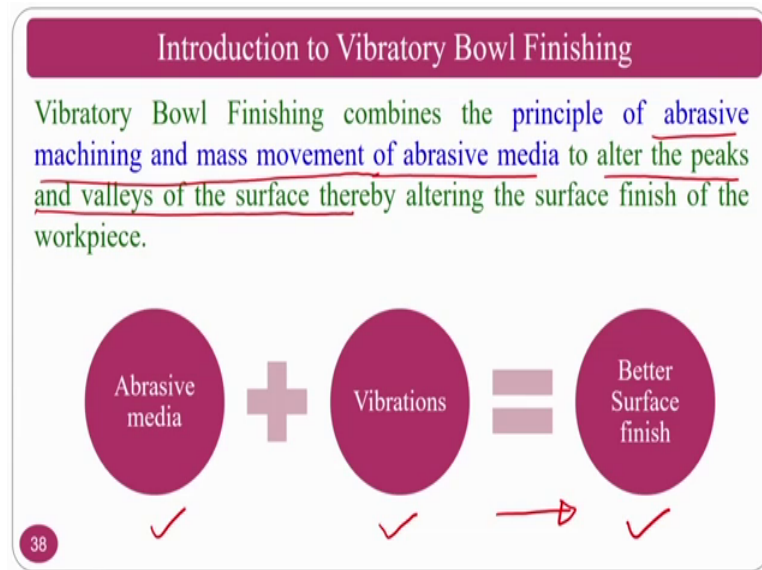 Introduction to Vibratory Bowl Finishing
Vibratory Bowl Finishing combines the principle of abrasive
machining and mass movement of abrasive media to alter the peaks
and valleys of the surface thereby altering the surface finish of the
workpiece.
Abrasive
media
Vibrations
Better
Surface
finish
38